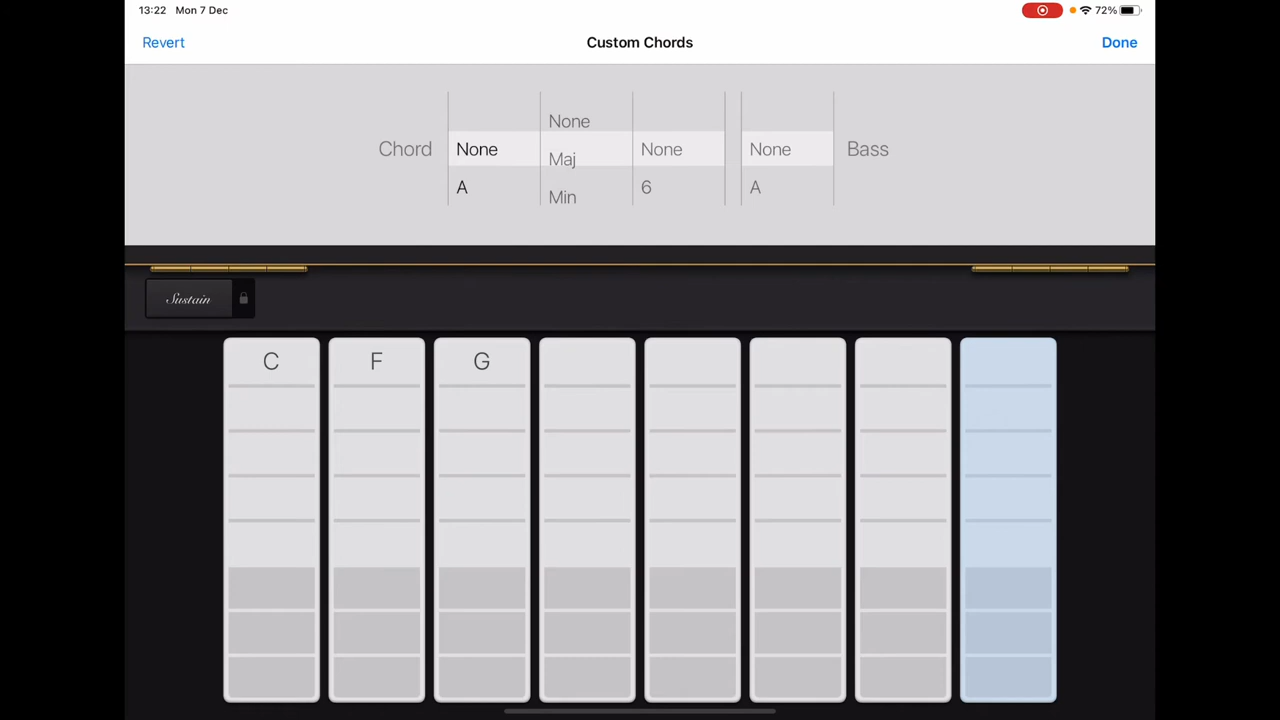 13:22 Mon 7 Dec 72%
Revert Custom Chords Done
None
Chord None Maj None None Bass
A Min 6 A
Sustain
C F G